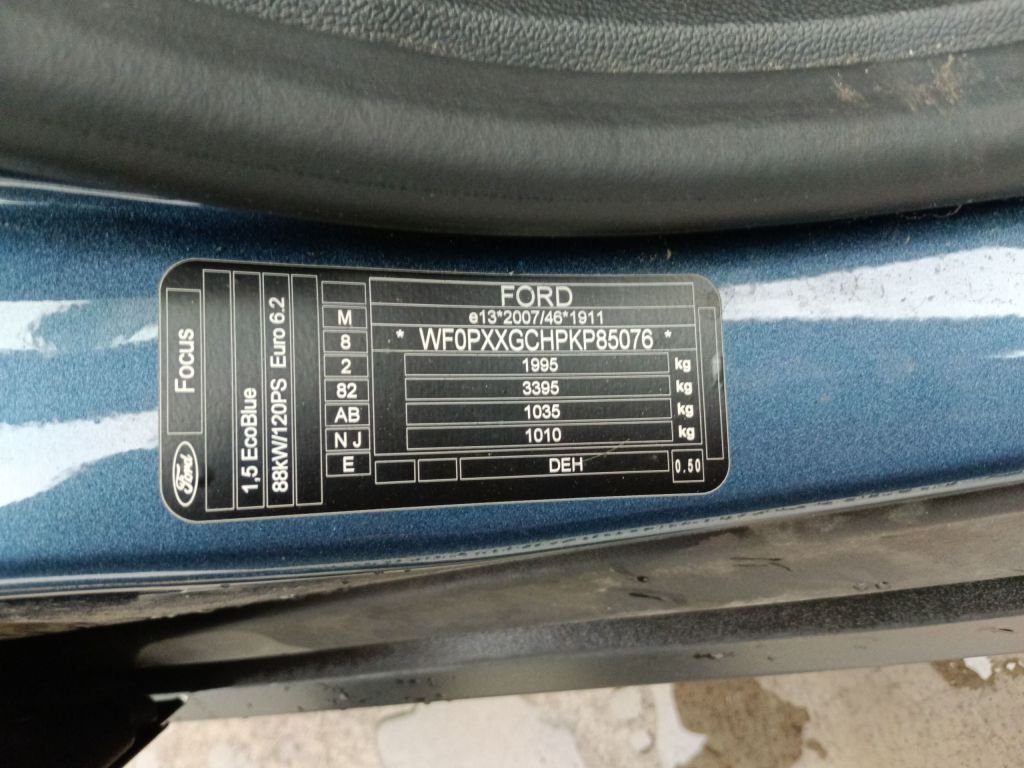 FORD
e13*2007/46*1911
* WF0PXXGCHPKP85076 *
1995 kg
3395 kg
1035 kg
1010 kg
DEH
0.50
M
8
2
82
AB
N J
E
Focus
Ford
1,5 EcoBlue
88kW/120PS Euro 6.2